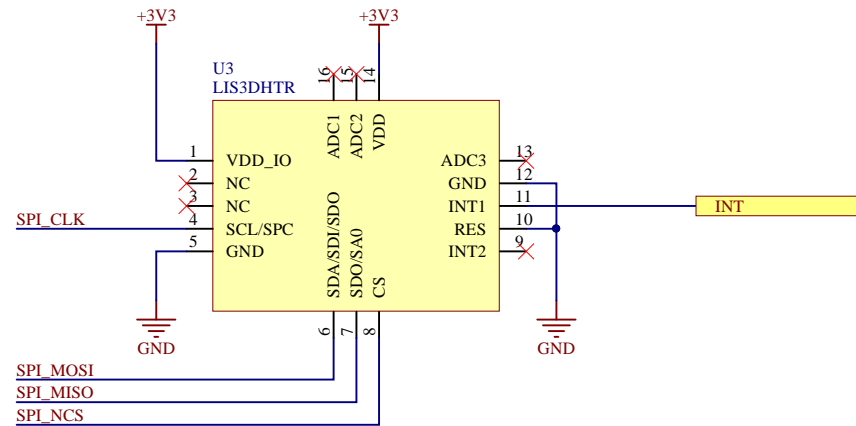 +3V3
+3V3
U3
LIS3DHTR
16
15
14
ADC1
ADC2
VDD
1
VDD_IO
2
NC
3
NC
SPI_CLK
4
SCL/SPC
5
GND
ADC3
13
GND
12
INT1
11
INT
RES
10
INT2
9
SDA/SDI/SDO
SDO/SA0
CS
6
7
8
GND
GND
SPI_MOSI
SPI_MISO
SPI_NCS